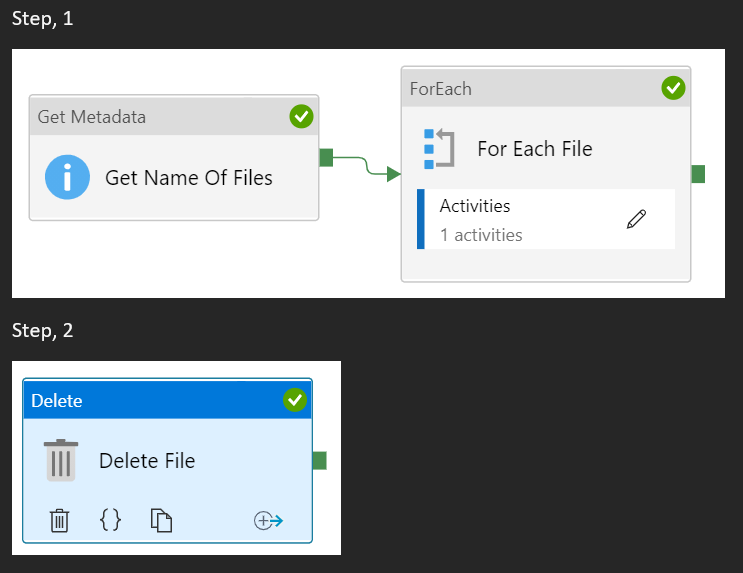 Step, 1
Get Metadata
Get Name Of Files
ForEach
For Each File
Activities
1 activities
Step, 2
Delete
Delete File
{}